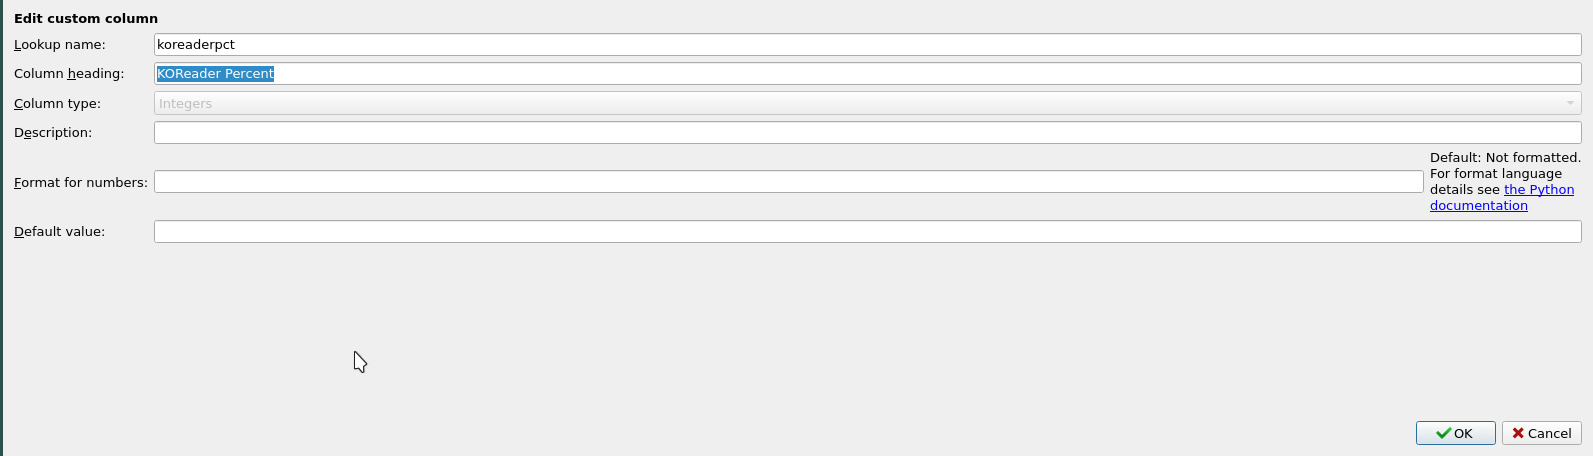 Edit custom column
Lookup name: koreaderpct
Column heading: KOReader Percent
Column type: Integers
Description:
Format for numbers:
Default: Not formatted.
For format language
details see the Python
documentation
Default value:
OK Cancel